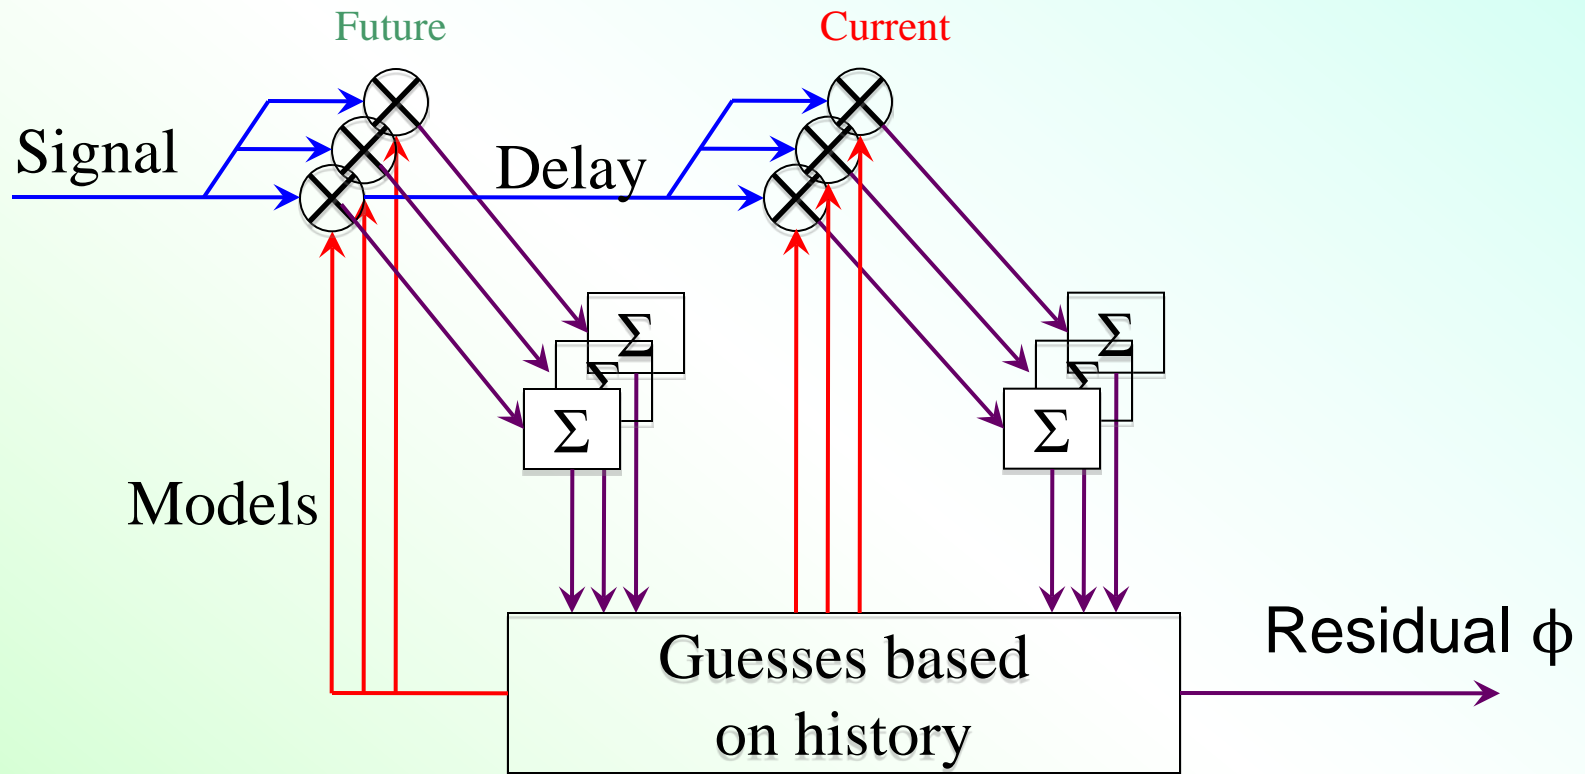 Future
Current
Signal
Delay
Σ
Σ
Σ
Σ
Σ
Σ
Models
Guesses based
on history
Residual ϕ